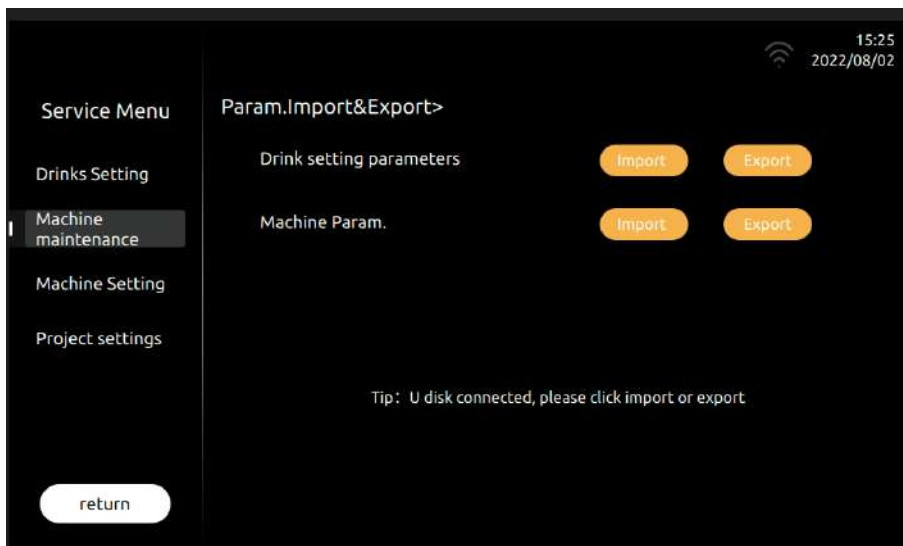 15:25
2022/08/02
Service Menu
Drinks Setting
Machine
maintenance
Machine Setting
Project settings
return
Param.Import&Export>
Drink setting parameters Import Export
Machine Param. Import Export
Tip: U disk connected, please click import or export